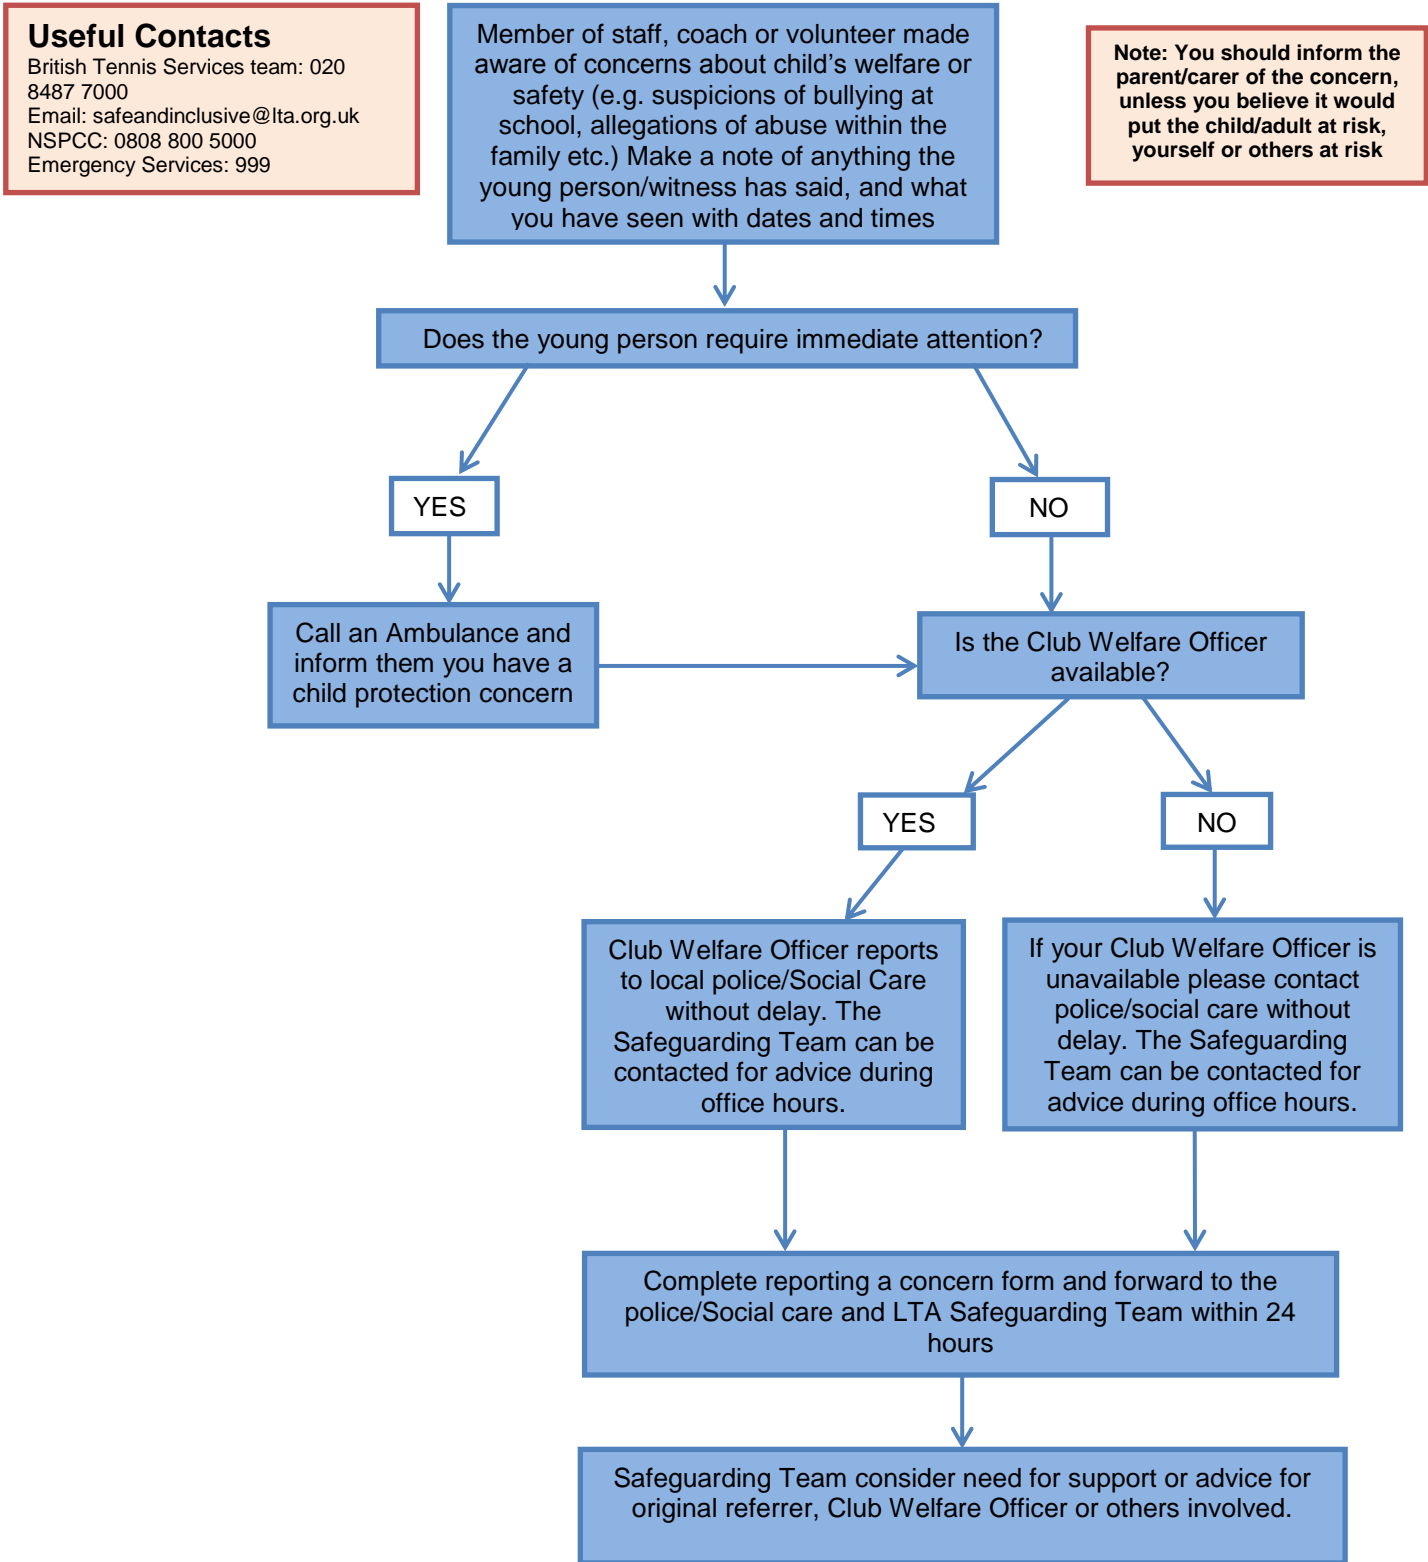 Useful Contacts
British Tennis Services team: 020
8487 7000
Email: safeandinclusive@lta.org.uk
NSPCC: 0808 800 5000
Emergency Services: 999
Member of staff, coach or volunteer made
aware of concerns about child’s welfare or
safety (e.g. suspicions of bullying at
school, allegations of abuse within the
family etc.) Make a note of anything the
young person/witness has said, and what
you have seen with dates and times
Note: You should inform the
parent/carer of the concern,
unless you believe it would
put the child/adult at risk,
yourself or others at risk
Does the young person require immediate attention?
YES
NO
Call an Ambulance and
inform them you have a
child protection concern
Is the Club Welfare Officer
available?
YES
NO
Club Welfare Officer reports
to local police/Social Care
without delay. The
Safeguarding Team can be
contacted for advice during
office hours.
If your Club Welfare Officer is
unavailable please contact
police/social care without
delay. The Safeguarding
Team can be contacted for
advice during office hours.
Complete reporting a concern form and forward to the
police/Social care and LTA Safeguarding Team within 24
hours
Safeguarding Team consider need for support or advice for
original referrer, Club Welfare Officer or others involved.